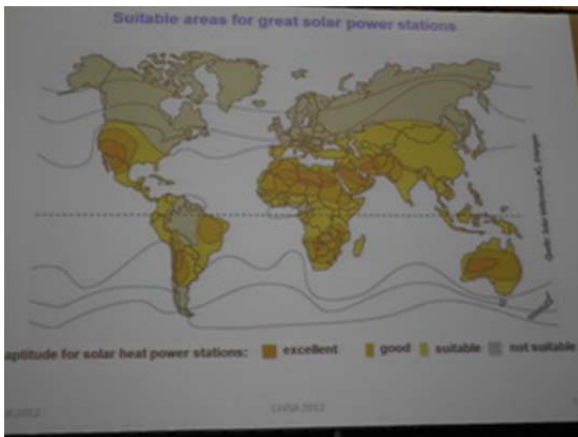 Suitable areas for great solar power stations
aptitude for solar heat power stations: excellent good suitable not suitable
2012